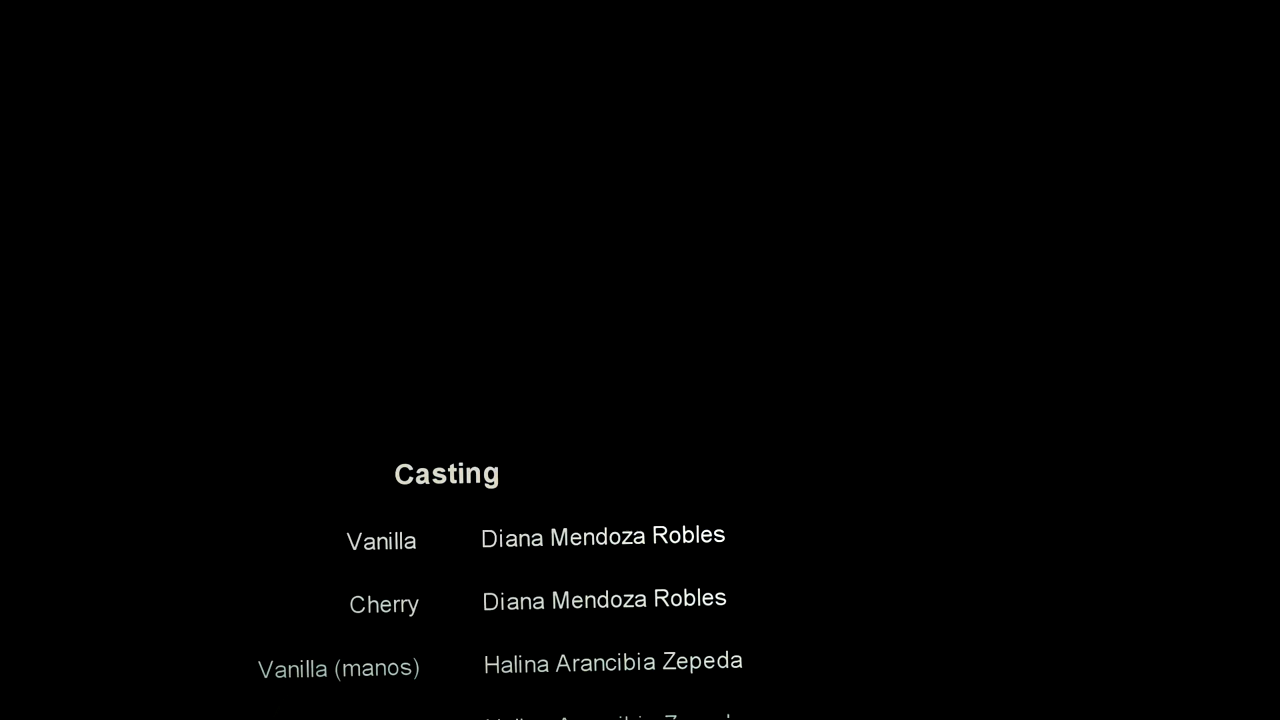 Casting
Vanilla Diana Mendoza Robles
Cherry Diana Mendoza Robles
Vanilla (manos) Halina Arancibia Zepeda